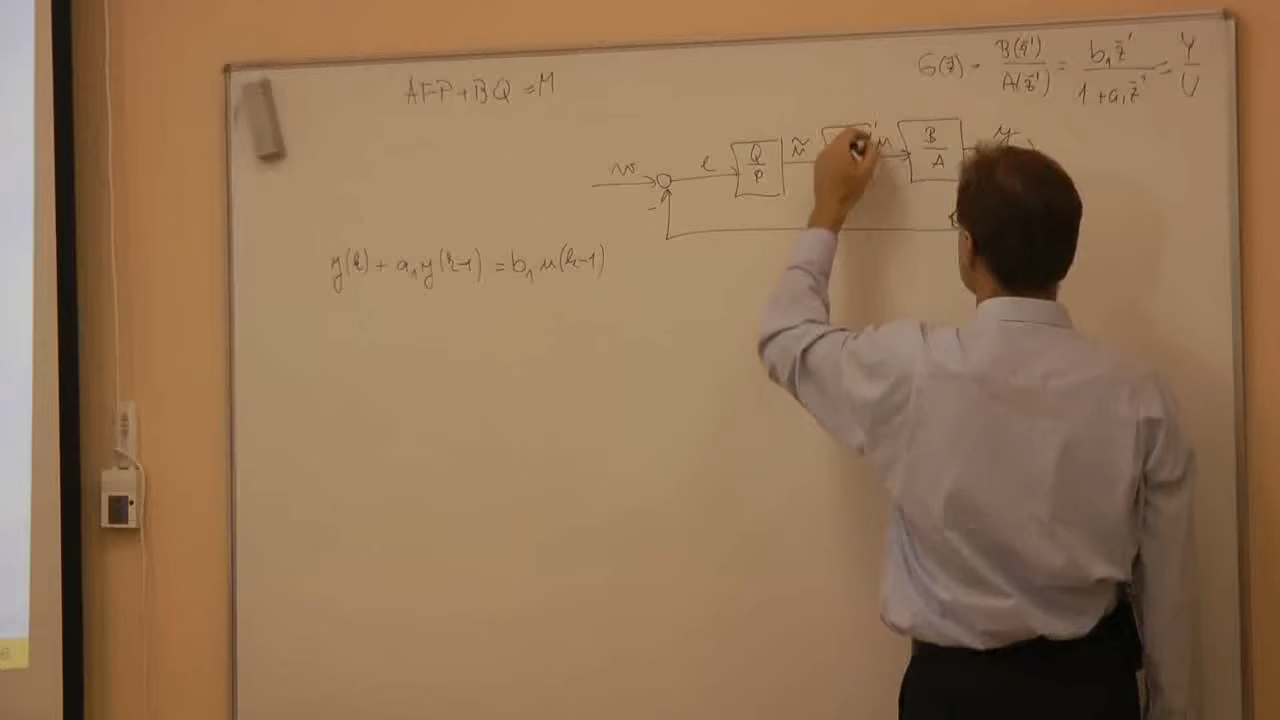 AFP + BQ = M
G(z) = B(z⁻¹) / A(z⁻¹) = b₁z⁻¹ / 1 + a₁z⁻¹ = Y / U
w e Q / P ũ u B / A y
-
y(k) + a₁y(k-1) = b₁u(k-1)